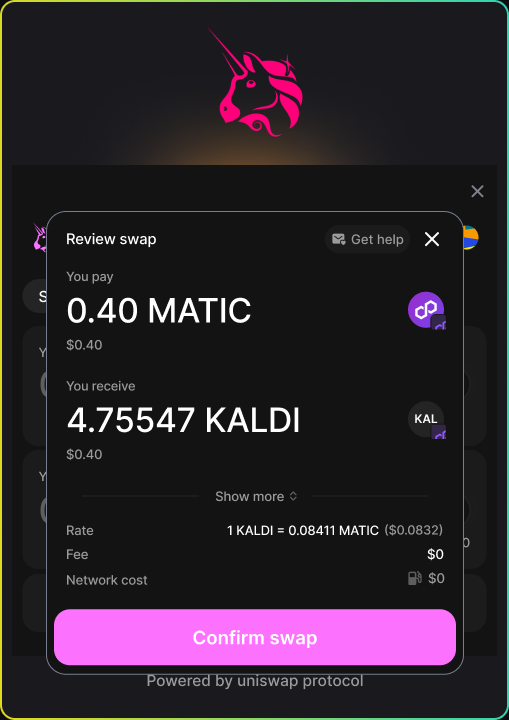 Review swap
Get help
You pay
0.40 MATIC
$0.40
You receive
4.75547 KALDI
KAL
$0.40
Show more
Rate
1 KALDI = 0.08411 MATIC ($0.0832)
Fee
$0
Network cost
$0
Confirm swap
Powered by uniswap protocol